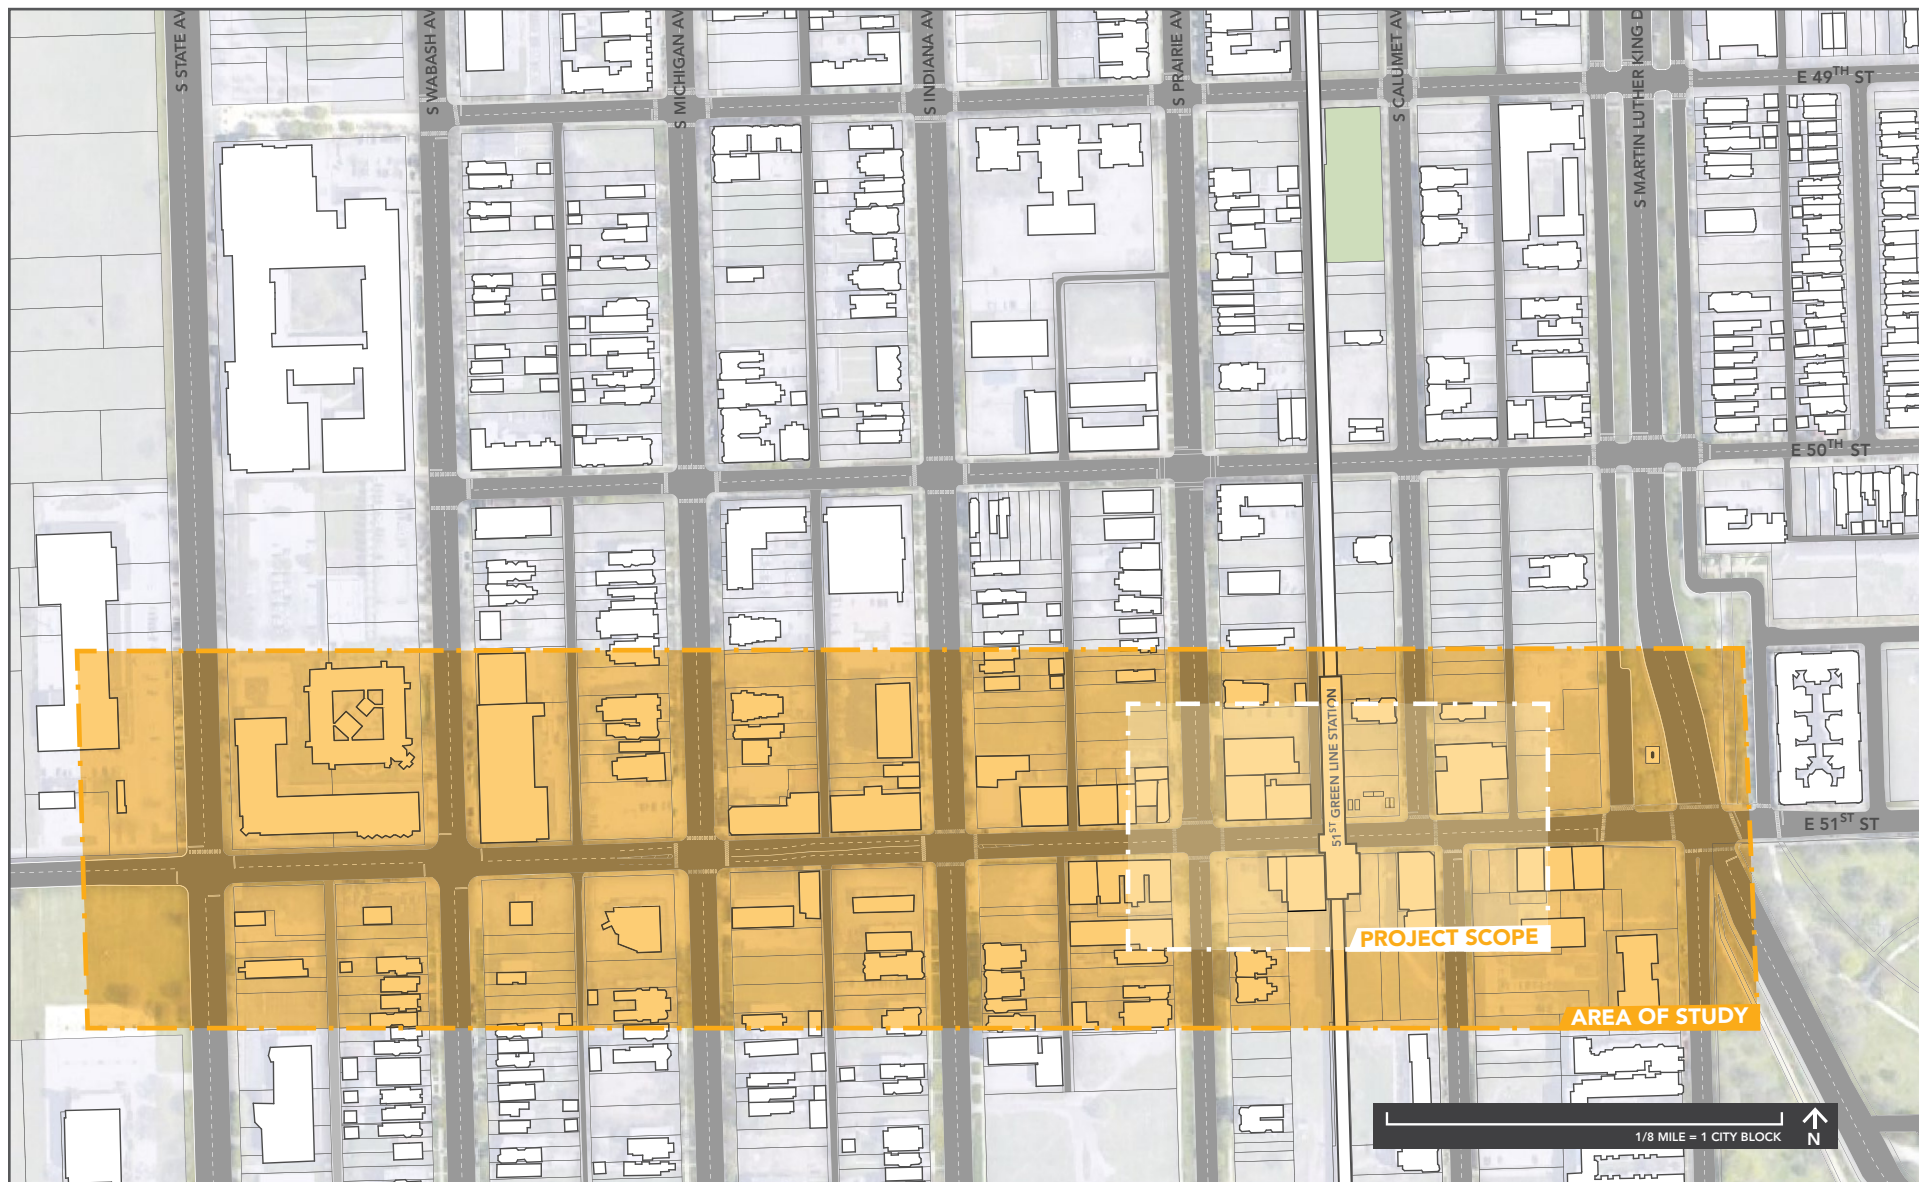 S STATE AV
S WABASH AV
S MICHIGAN AV
S INDIANA AV
S PRAIRIE AV
S CALUMET AV
S MARTIN LUTHER KING D
E 49TH ST
E 50TH ST
51ST GREEN LINE STATION
E 51ST ST
PROJECT SCOPE
AREA OF STUDY
1/8 MILE = 1 CITY BLOCK
N